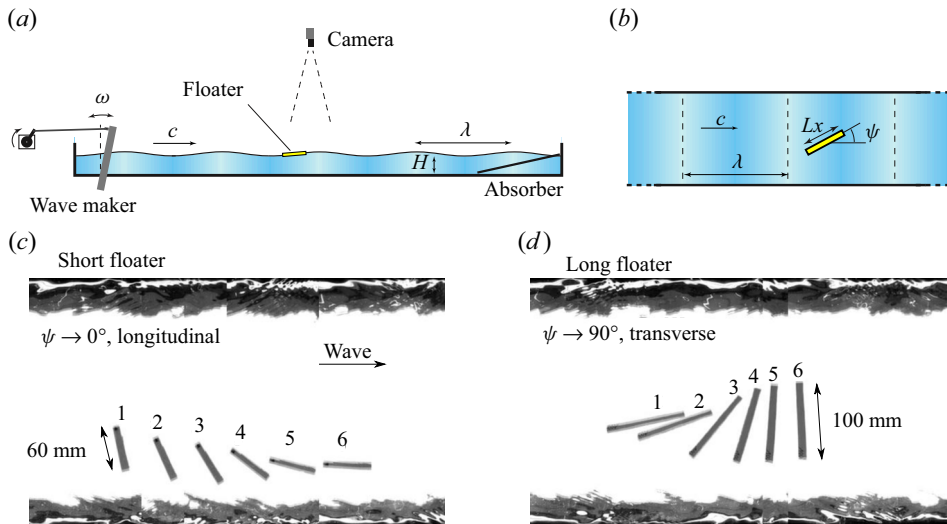 (a)
Camera
Floater
ω
c
λ
H
Wave maker
Absorber
(b)
c
Lx
ψ
λ
(c)
Short floater
ψ → 0°, longitudinal
Wave
1 2 3 4 5 6
60 mm
(d)
Long floater
ψ → 90°, transverse
1 2 3 4 5 6
100 mm